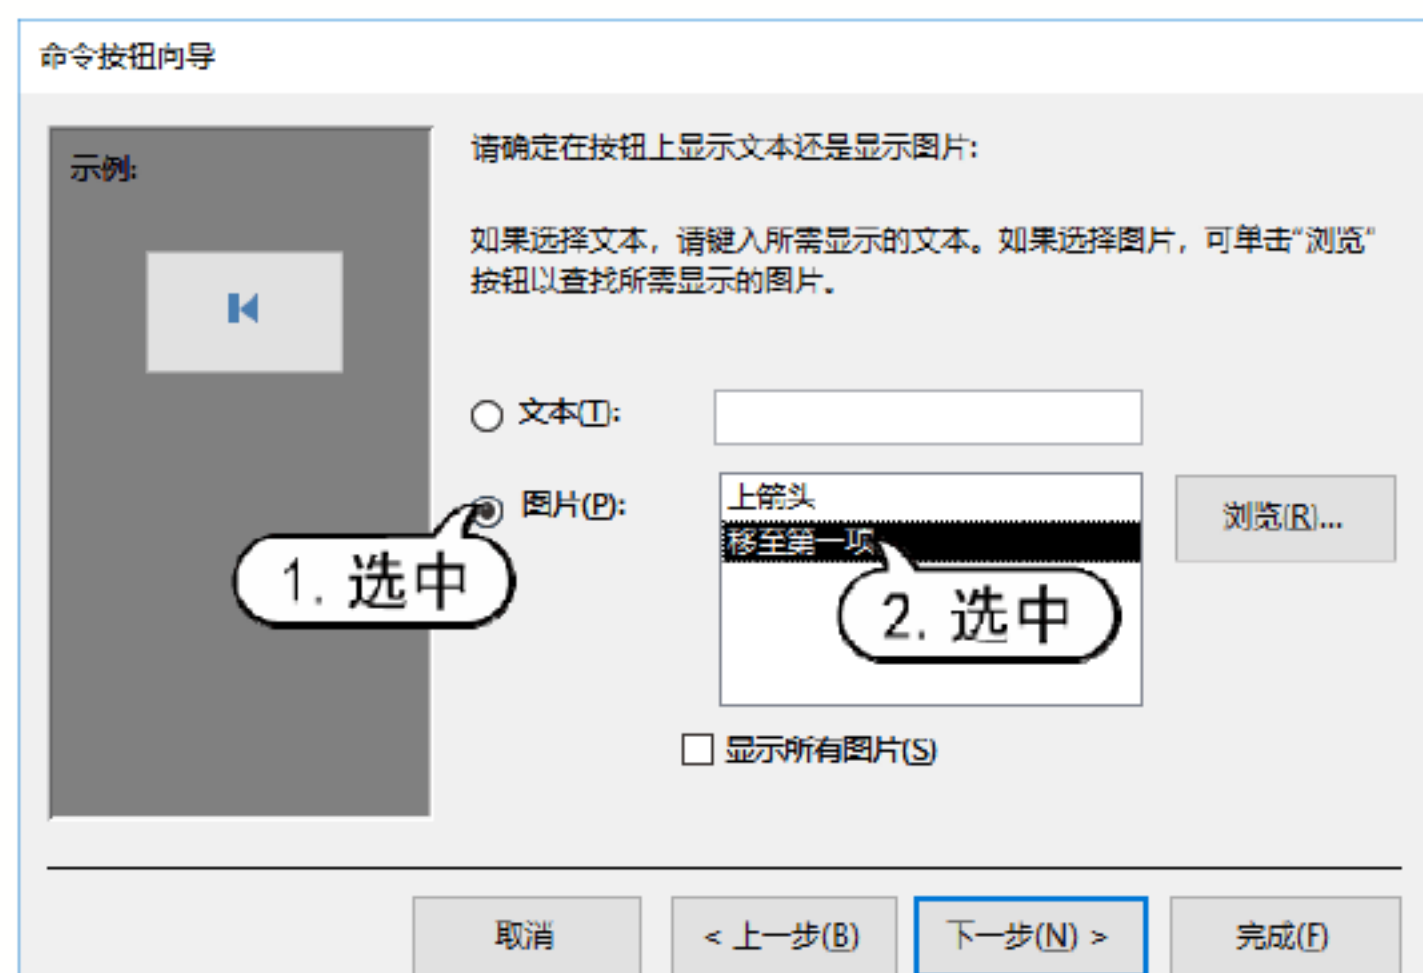 命令按钮向导
示例:
请确定在按钮上显示文本还是显示图片:
如果选择文本，请键入所需显示的文本。如果选择图片，可单击“浏览”
按钮以查找所需显示的图片。
文本(T):
图片(P):
上箭头
移至第一项
浏览(R)...
1. 选中
2. 选中
显示所有图片(S)
取消
< 上一步(B)
下一步(N) >
完成(F)